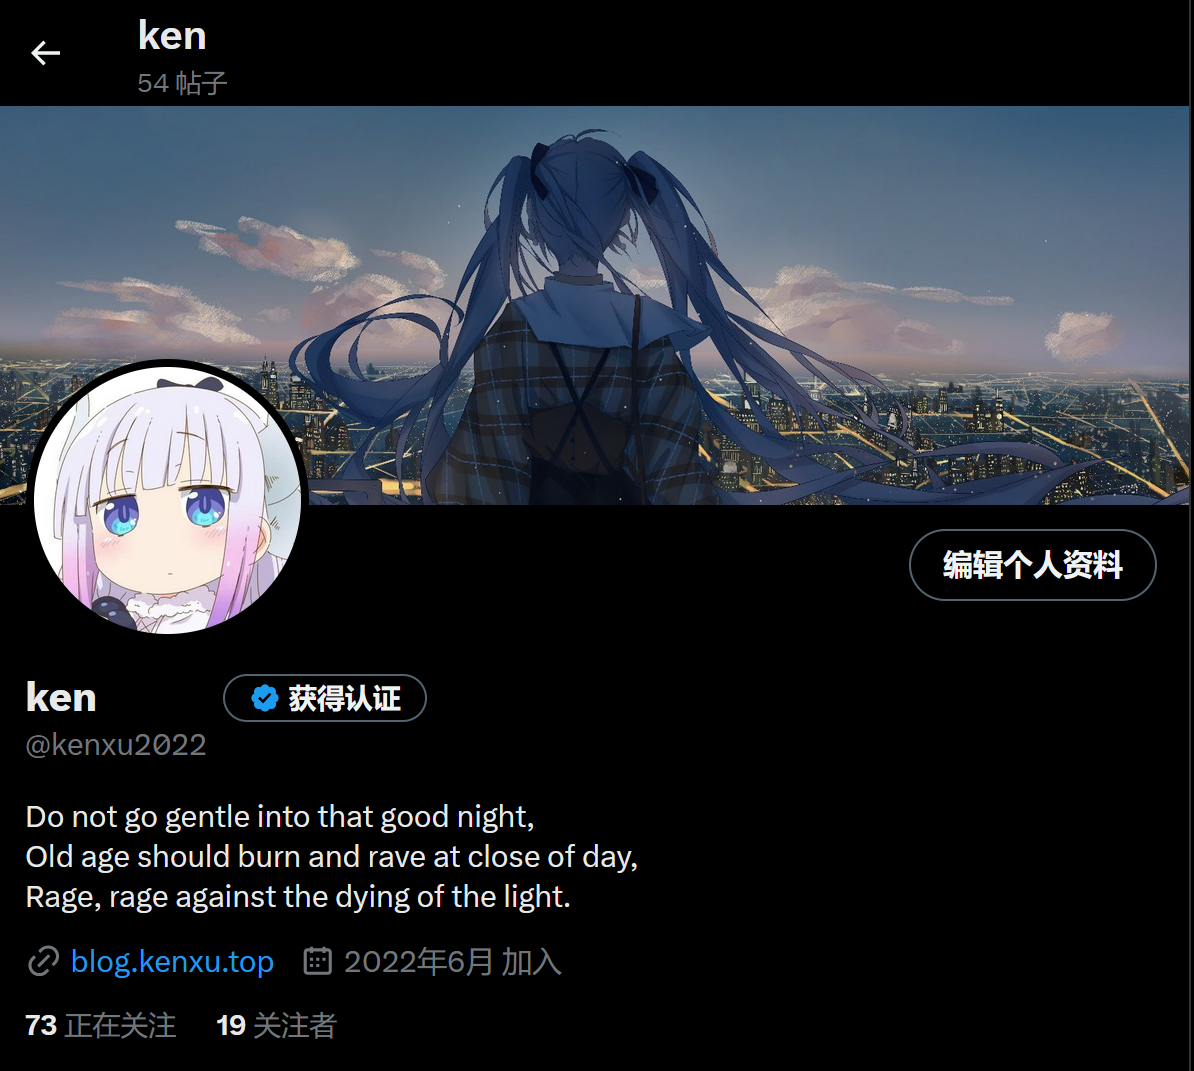 ken
54 帖子
编辑个人资料
ken
获得认证
@kenxu2022
Do not go gentle into that good night,
Old age should burn and rave at close of day,
Rage, rage against the dying of the light.
blog.kenxu.top 2022年6月 加入
73 正在关注 19 关注者